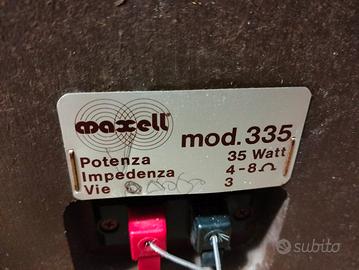 maxell
mod.335
Potenza 35 Watt
Impedenza 4-8 Ω
Vie 3
subito